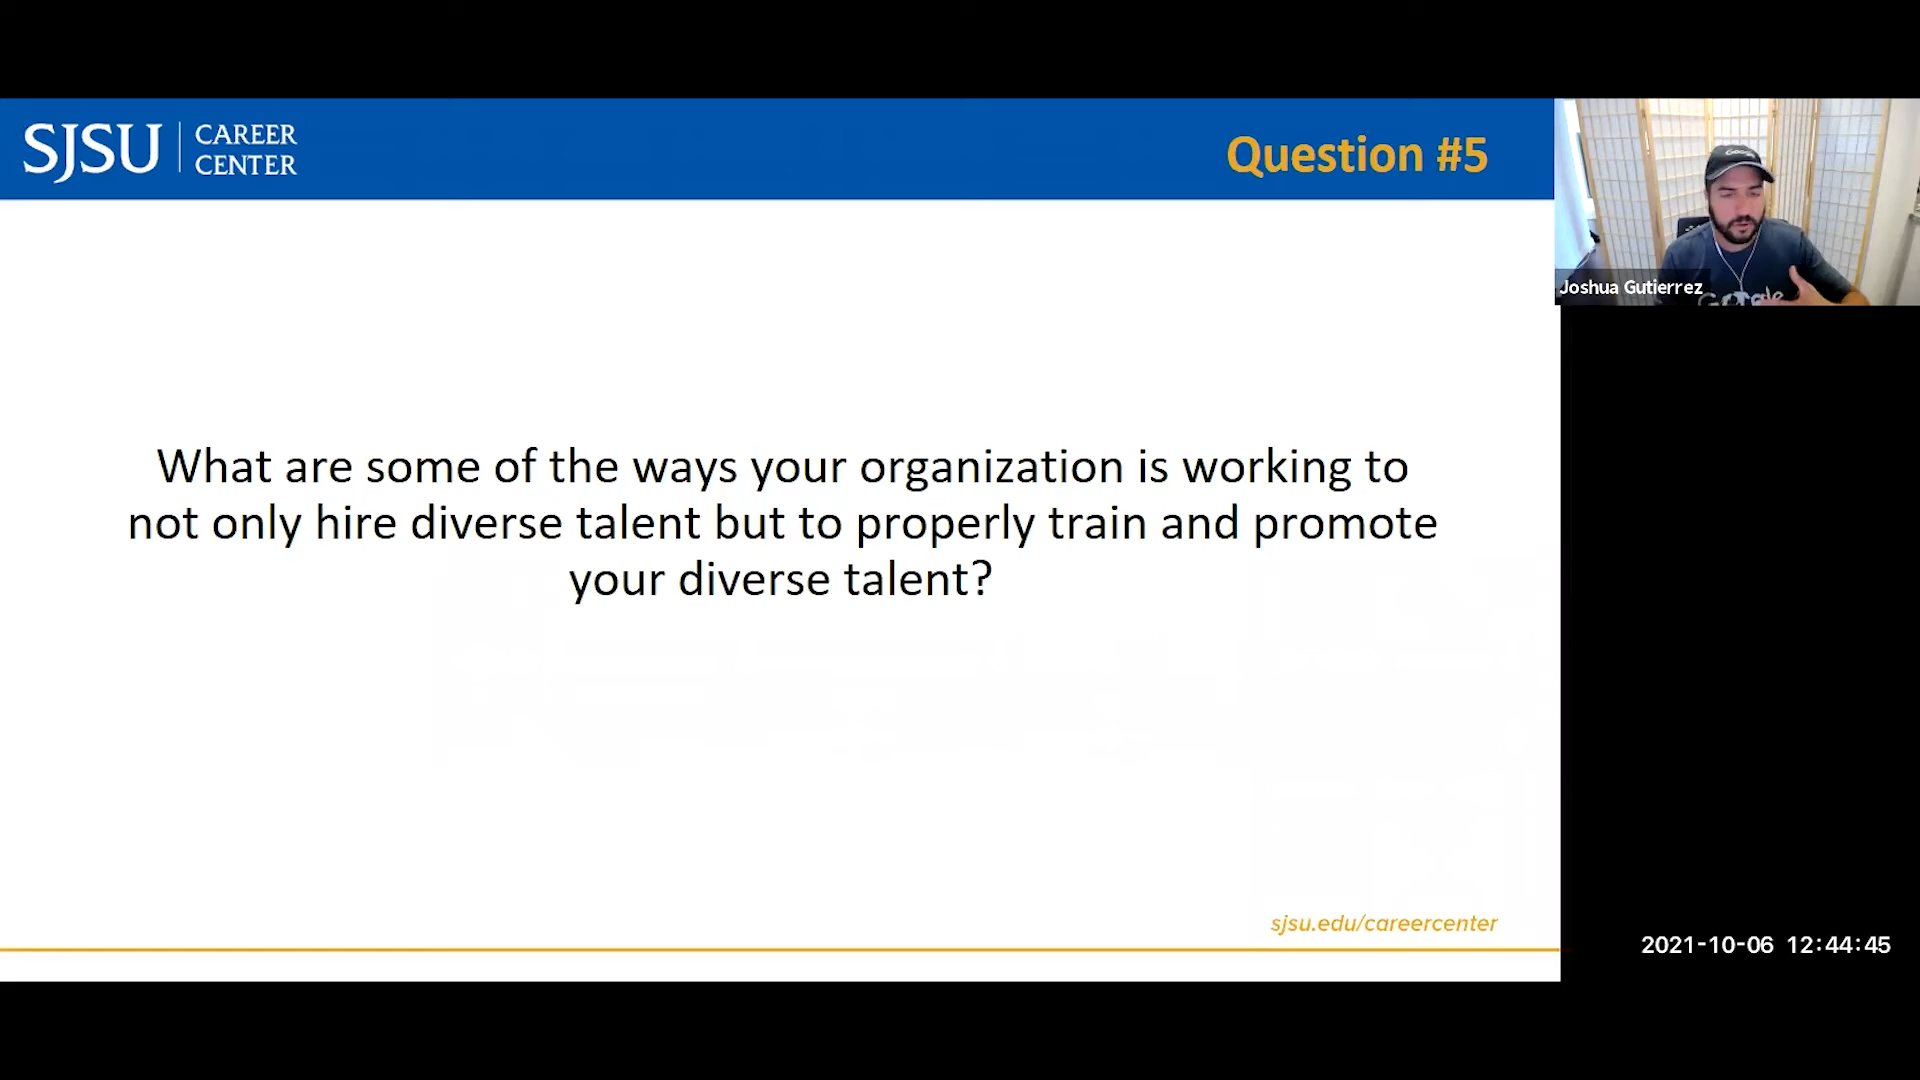 SJSU
CAREER
CENTER
Question #5
What are some of the ways your organization is working to
not only hire diverse talent but to properly train and promote
your diverse talent?
sjsu.edu/careercenter
Google
Joshua Gutierrez
Google
2021-10-06 12:44:45